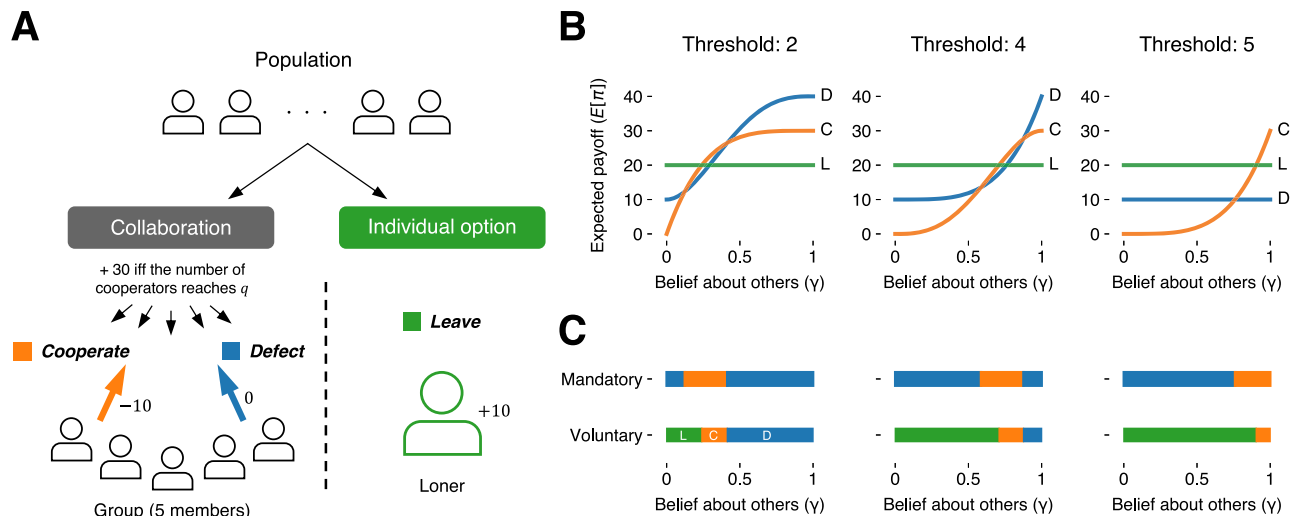 A
Population
. . .
Collaboration
Individual option
+ 30 iff the number of
cooperators reaches q
Cooperate
Defect
−10
0
Group (5 members)
Leave
+10
Loner
B
Threshold: 2
Threshold: 4
Threshold: 5
Expected payoff (E[π])
40
30
20
10
0
D
C
L
0
0.5
1
Belief about others (γ)
40
30
20
10
0
D
C
L
0
0.5
1
Belief about others (γ)
40
30
20
10
0
C
L
D
0
0.5
1
Belief about others (γ)
C
Mandatory
Voluntary
L
C
D
0
0.5
1
Belief about others (γ)
0
0.5
1
Belief about others (γ)
0
0.5
1
Belief about others (γ)